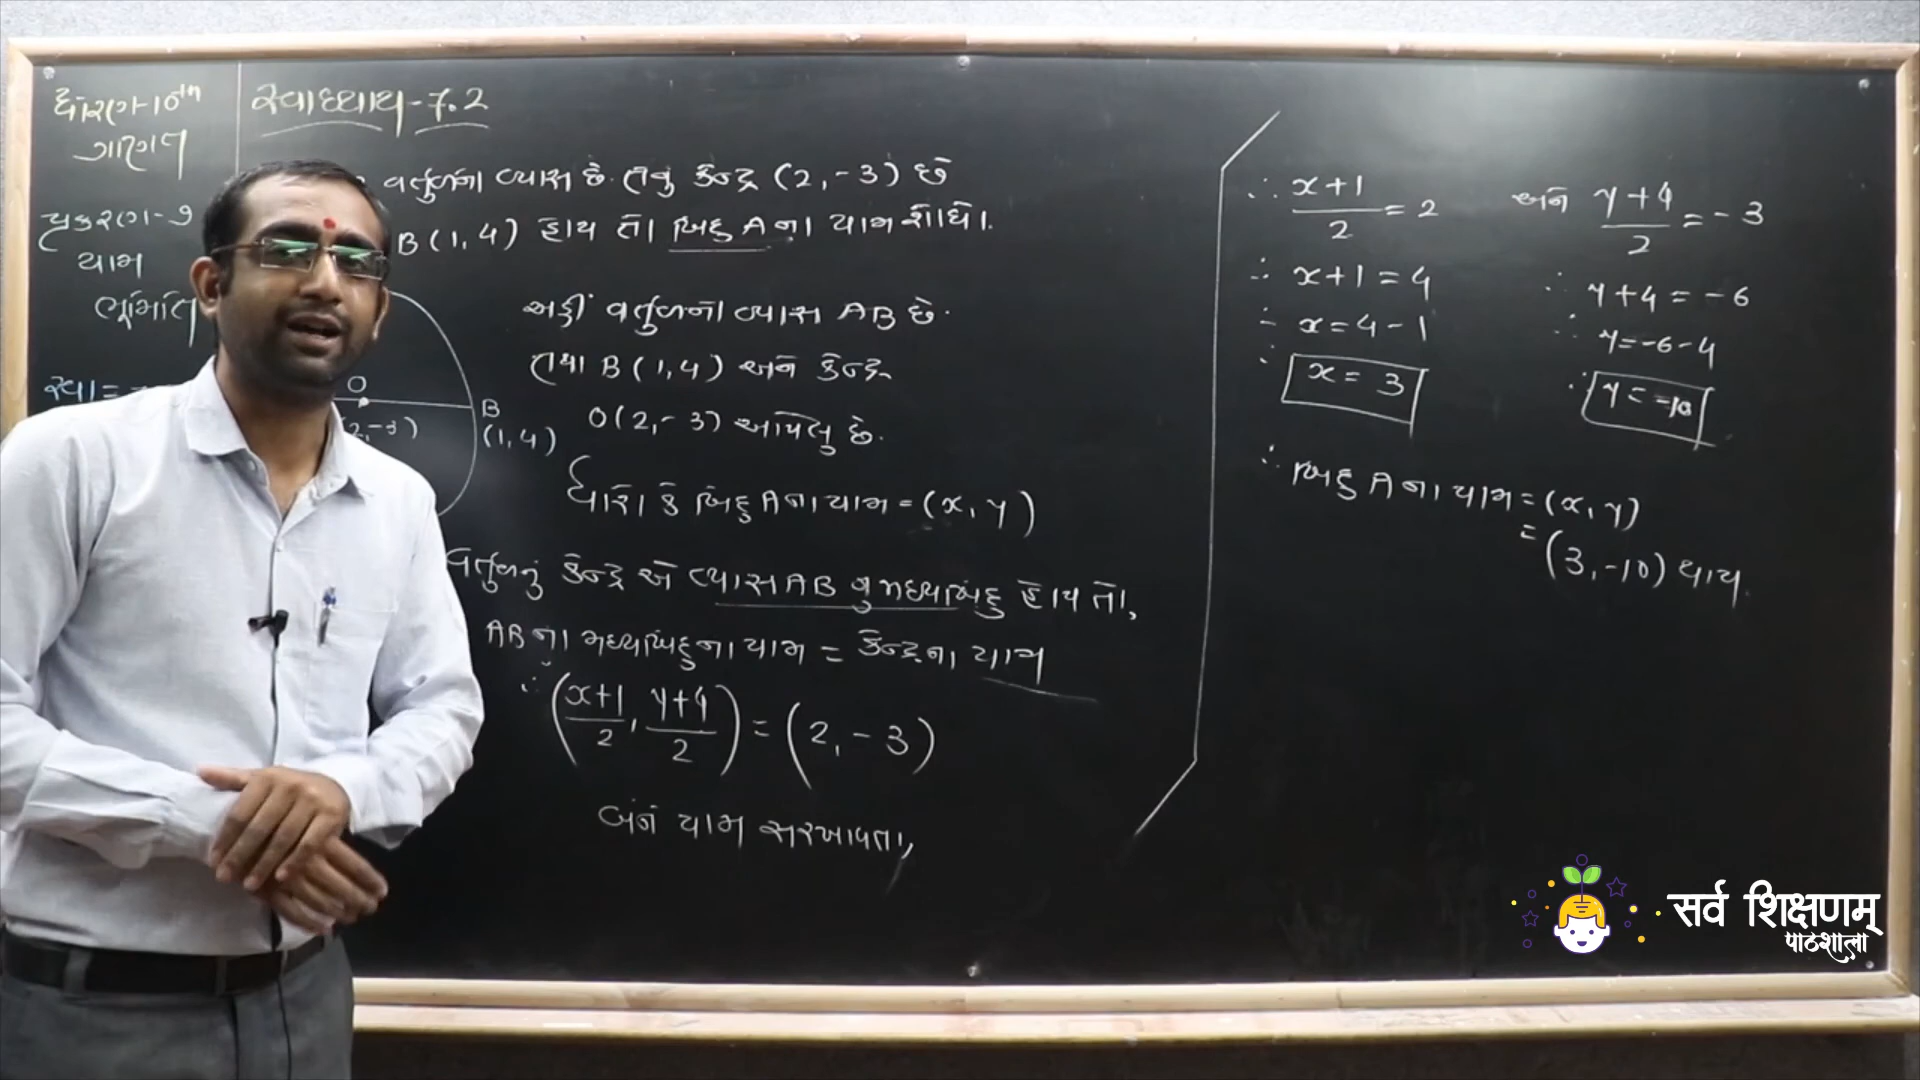 ધોરણ-10th
ગણિત
પ્રકરણ-૭
યામ
ભૂમિતિ
સ્વા =
સ્વાધ્યાય-7.2
વર્તુળનો વ્યાસ છે. તેનું કેન્દ્ર (2,-3) છે
B(1,4) હોય તો બિંદુ A ના યામ શોધો.
O
(2,-3)
B
(1,4)
અહીં વર્તુળનો વ્યાસ AB છે.
તથા B(1,4) અને કેન્દ્ર
O(2,-3) આપેલુ છે.
ધારો કે બિંદુ A ના યામ = (x, y)
વર્તુળનું કેન્દ્ર એ વ્યાસ AB નુ મધ્યબિંદુ હોય તો,
AB ના મધ્યબિંદુના યામ = કેન્દ્રના યામ
∴ (x+1/2, y+4/2) = (2,-3)
બંને યામ સરખાવતા,
∴ x+1/2 = 2 અને y+4/2 = -3
∴ x+1 = 4 ∴ y+4 = -6
∴ x = 4-1 ∴ y = -6-4
∴ x = 3 ∴ y = -10
∴ બિંદુ A ના યામ = (x, y)
= (3,-10) થાય.
सर्व शिक्षणम्
पाठशाला